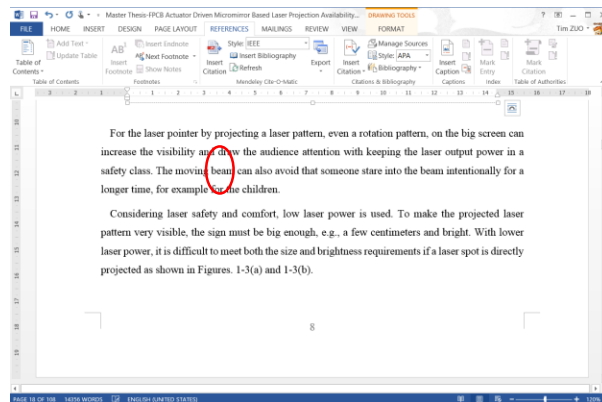 Master Thesis-FPCB Actuator Driven Micromirror Based Laser Projection Availability...
DRAWING TOOLS
FILE HOME INSERT DESIGN PAGE LAYOUT REFERENCES MAILINGS REVIEW VIEW FORMAT Tim ZUO
Table of Contents
Add Text
Update Table
Table of Contents
AB
Insert Footnote
Insert Endnote
Next Footnote
Show Notes
Footnotes
Insert Citation
Style: IEEE
Insert Bibliography
Refresh
Export
Mendeley Cite-O-Matic
Insert Citation
Manage Sources
Style: APA
Bibliography
Citations & Bibliography
Insert Caption
Captions
Mark Entry
Index
Mark Citation
Table of Authorities
For the laser pointer by projecting a laser pattern, even a rotation pattern, on the big screen can
increase the visibility and draw the audience attention with keeping the laser output power in a
safety class. The moving beam can also avoid that someone stare into the beam intentionally for a
longer time, for example for the children.
Considering laser safety and comfort, low laser power is used. To make the projected laser
pattern very visible, the sign must be big enough, e.g., a few centimeters and bright. With lower
laser power, it is difficult to meet both the size and brightness requirements if a laser spot is directly
projected as shown in Figures. 1-3(a) and 1-3(b).
8
PAGE 18 OF 108 14356 WORDS ENGLISH (UNITED STATES) 120%